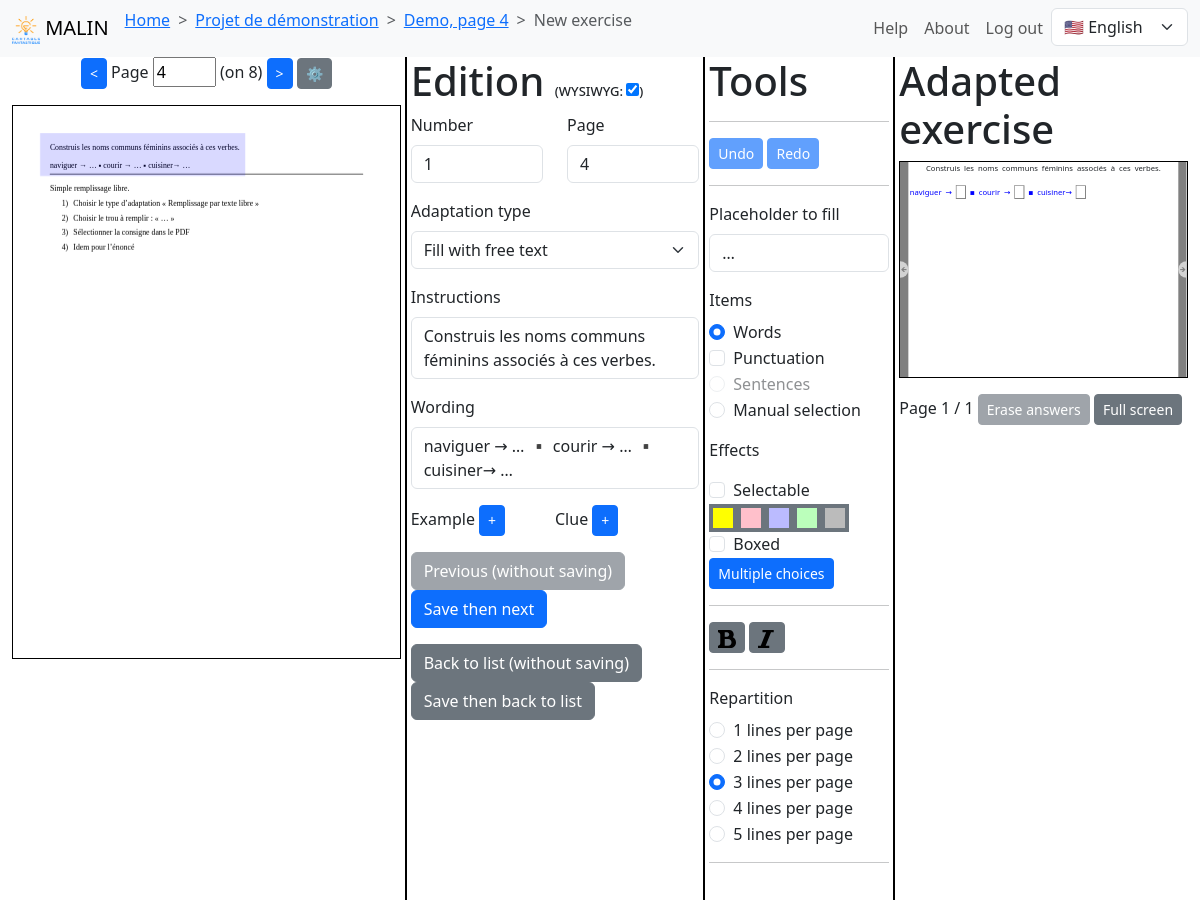 MALIN
Home > Projet de démonstration > Demo, page 4 > New exercise
Help About Log out 🇺🇸 English
< Page 4 (on 8) > ⚙️
Construis les noms communs féminins associés à ces verbes.
naviguer → … ▪ courir → … ▪ cuisiner→ …
Simple remplissage libre.
1) Choisir le type d’adaptation « Remplissage par texte libre »
2) Choisir le trou à remplir : « … »
3) Sélectionner la consigne dans le PDF
4) Idem pour l’énoncé
Edition (WYSIWYG: )
Number Page
1 4
Adaptation type
Fill with free text
Instructions
Construis les noms communs
féminins associés à ces verbes.
Wording
naviguer → … ▪ courir → … ▪
cuisiner→ …
Example + Clue +
Previous (without saving)
Save then next
Back to list (without saving)
Save then back to list
Tools
Undo Redo
Placeholder to fill
…
Items
Words
Punctuation
Sentences
Manual selection
Effects
Selectable
Boxed
Multiple choices
B I
Repartition
1 lines per page
2 lines per page
3 lines per page
4 lines per page
5 lines per page
Adapted
exercise
Construis les noms communs féminins associés à ces verbes.
naviguer → ▪ courir → ▪ cuisiner→
Page 1 / 1 Erase answers Full screen